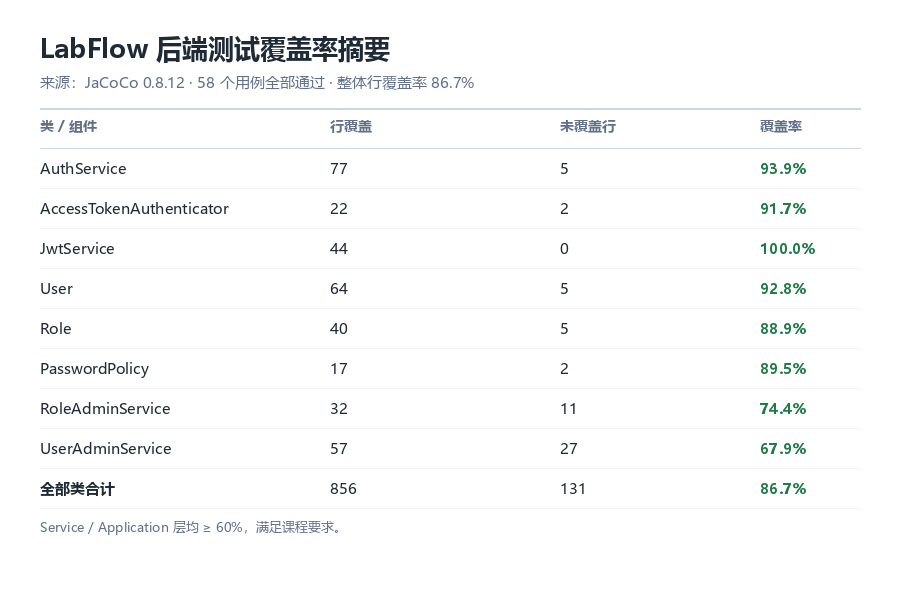 LabFlow 后端测试覆盖率摘要
来源：JaCoCo 0.8.12 · 58 个用例全部通过 · 整体行覆盖率 86.7%
类 / 组件 行覆盖 未覆盖行 覆盖率
AuthService 77 5 93.9%
AccessTokenAuthenticator 22 2 91.7%
JwtService 44 0 100.0%
User 64 5 92.8%
Role 40 5 88.9%
PasswordPolicy 17 2 89.5%
RoleAdminService 32 11 74.4%
UserAdminService 57 27 67.9%
全部类合计 856 131 86.7%
Service / Application 层均 ≥ 60%，满足课程要求。